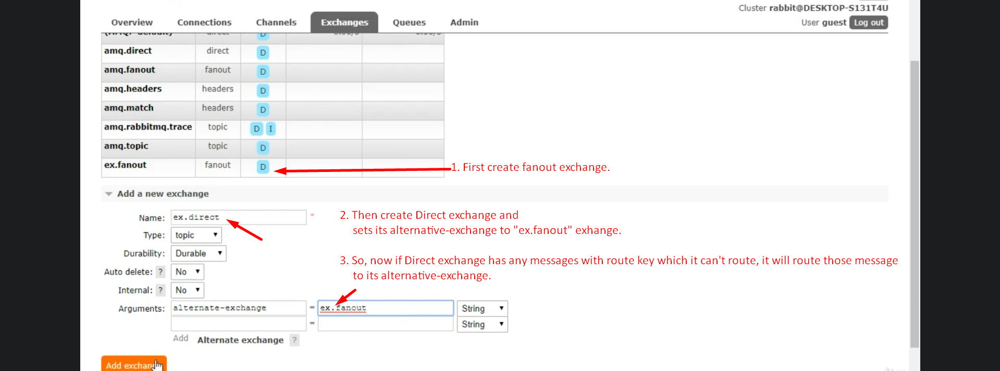 Cluster rabbit@DESKTOP-S131T4U
Overview Connections Channels Exchanges Queues Admin
User guest Log out
(AMQP default) direct D
amq.direct direct D
amq.fanout fanout D
amq.headers headers D
amq.match headers D
amq.rabbitmq.trace topic D I
amq.topic topic D
ex.fanout fanout D
1. First create fanout exchange.
Add a new exchange
Name: ex.direct *
2. Then create Direct exchange and
sets its alternative-exchange to "ex.fanout" exhange.
Type: topic
Durability: Durable
3. So, now if Direct exchange has any messages with route key which it can't route, it will route those message
to its alternative-exchange.
Auto delete: ? No
Internal: ? No
Arguments: alternate-exchange = ex.fanout String
= String
Add Alternate exchange ?
Add exchan